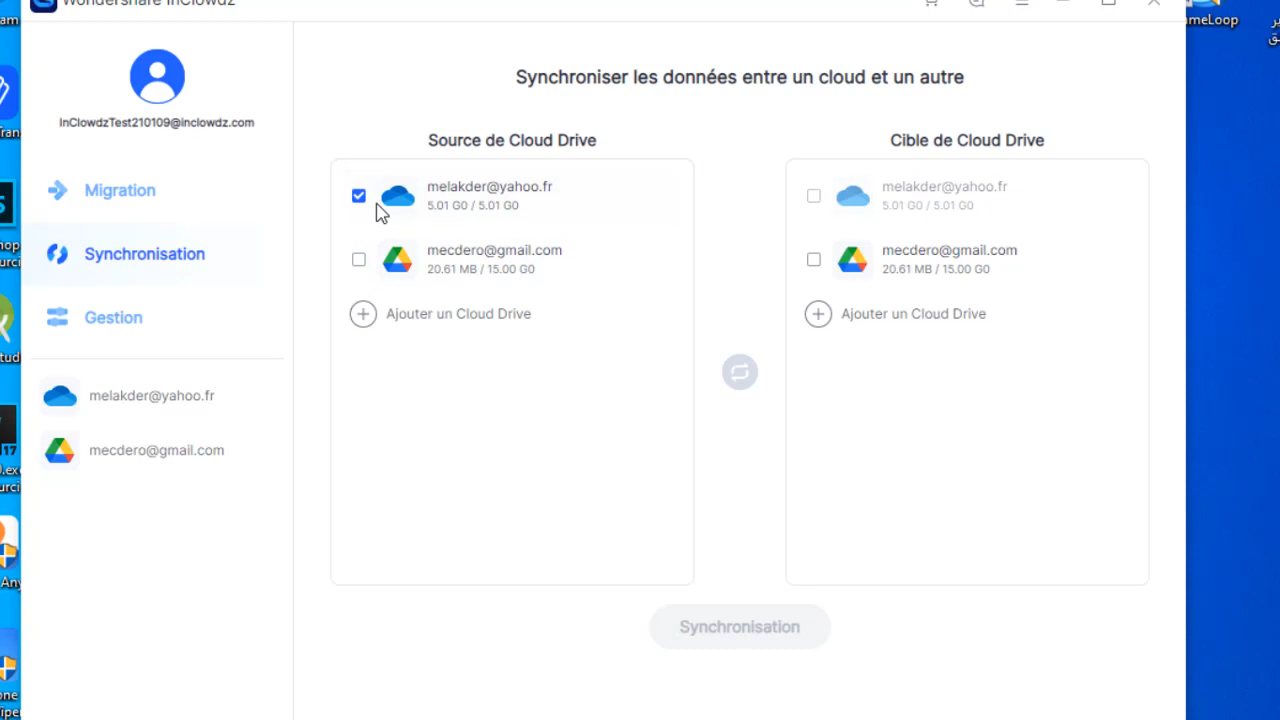 Wondershare InClowdz
InClowdzTest210109@inclowdz.com
Migration
Synchronisation
Gestion
melakder@yahoo.fr
mecdero@gmail.com
Synchroniser les données entre un cloud et un autre
Source de Cloud Drive
melakder@yahoo.fr
5.01 GO / 5.01 GO
mecdero@gmail.com
20.61 MB / 15.00 GO
Ajouter un Cloud Drive
Cible de Cloud Drive
melakder@yahoo.fr
5.01 GO / 5.01 GO
mecdero@gmail.com
20.61 MB / 15.00 GO
Ajouter un Cloud Drive
Synchronisation